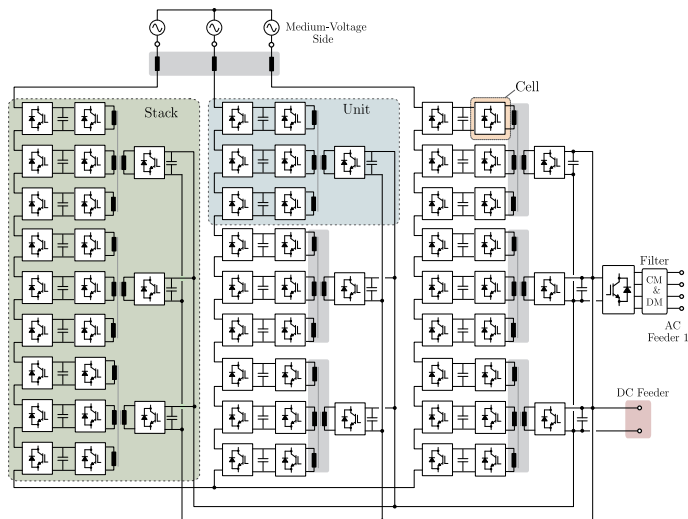 Medium-Voltage
Side
Stack
Unit
Cell
Filter
CM
&
DM
AC
Feeder 1
DC Feeder